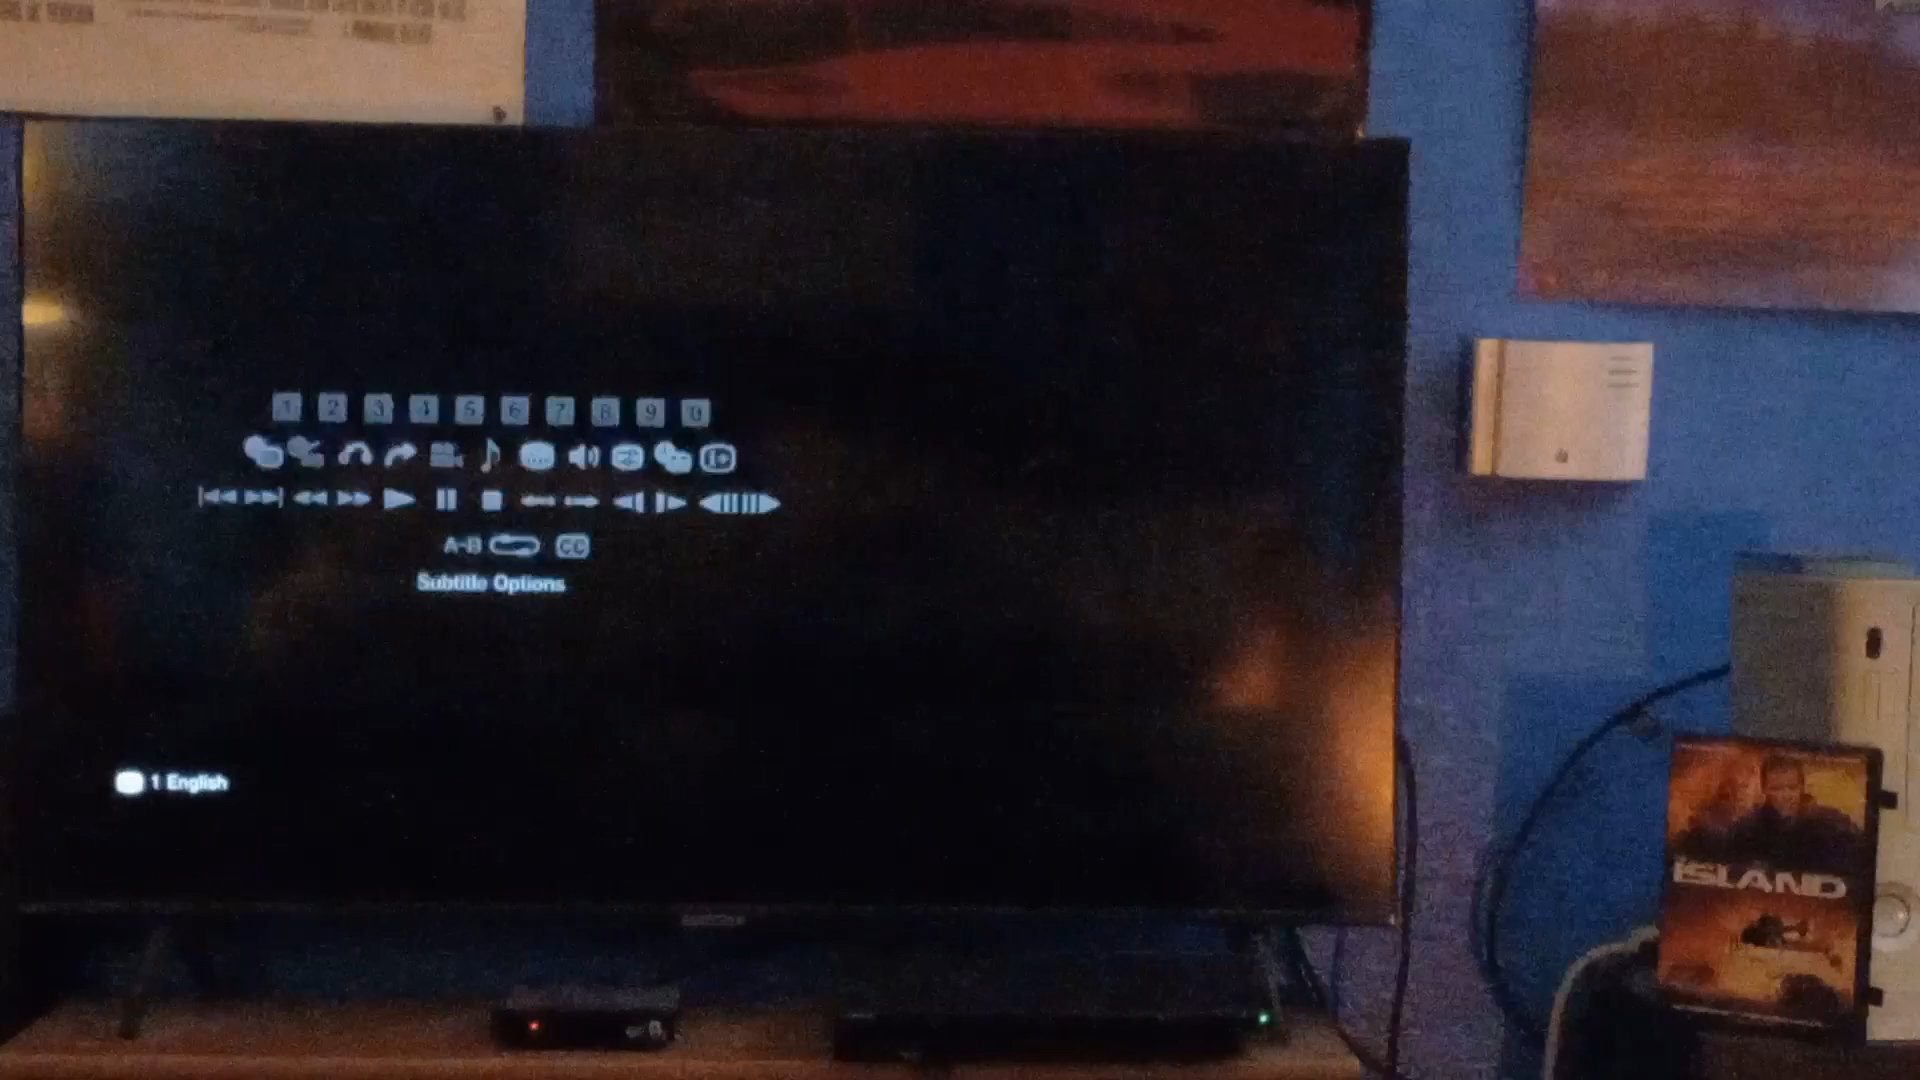 1 2 3 4 5 6 7 8 9 0
A-B CC
Subtitle Options
1 English
ISLAND